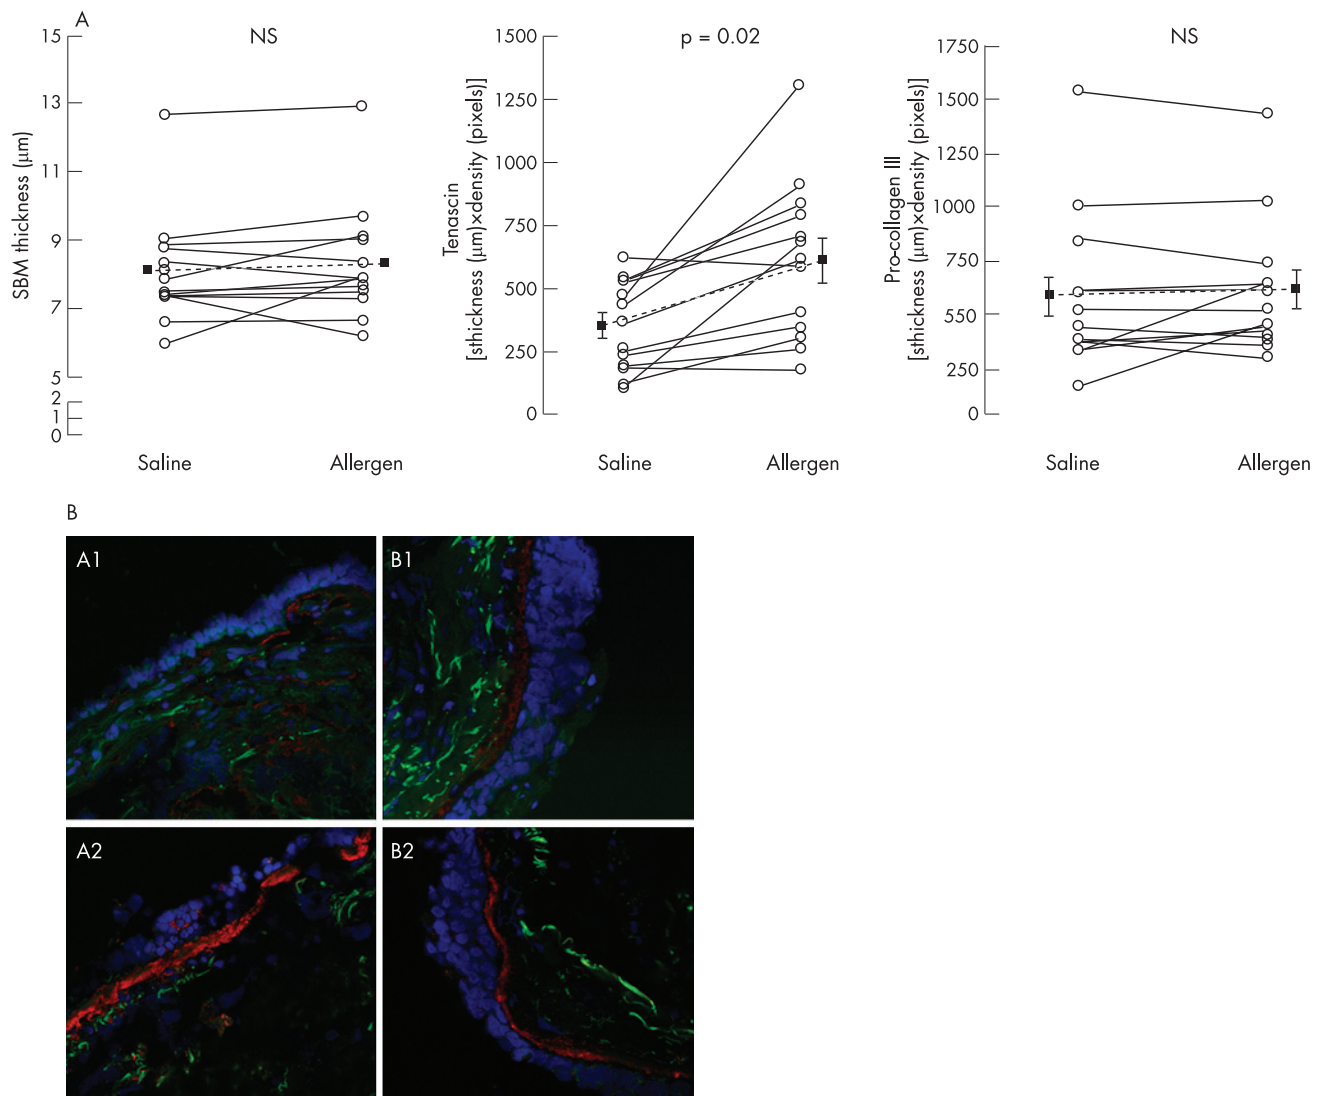 A
NS
p = 0.02
NS
SBM thickness (μm)
15
13
11
9
7
5
2
1
0
Saline
Allergen
Tenascin
[sthickness (μm)×density (pixels)]
1500
1250
1000
750
500
250
0
Saline
Allergen
Pro-collagen III
[sthickness (μm)×density (pixels)]
1750
1500
1250
1000
750
550
250
0
Saline
Allergen
B
A1
B1
A2
B2